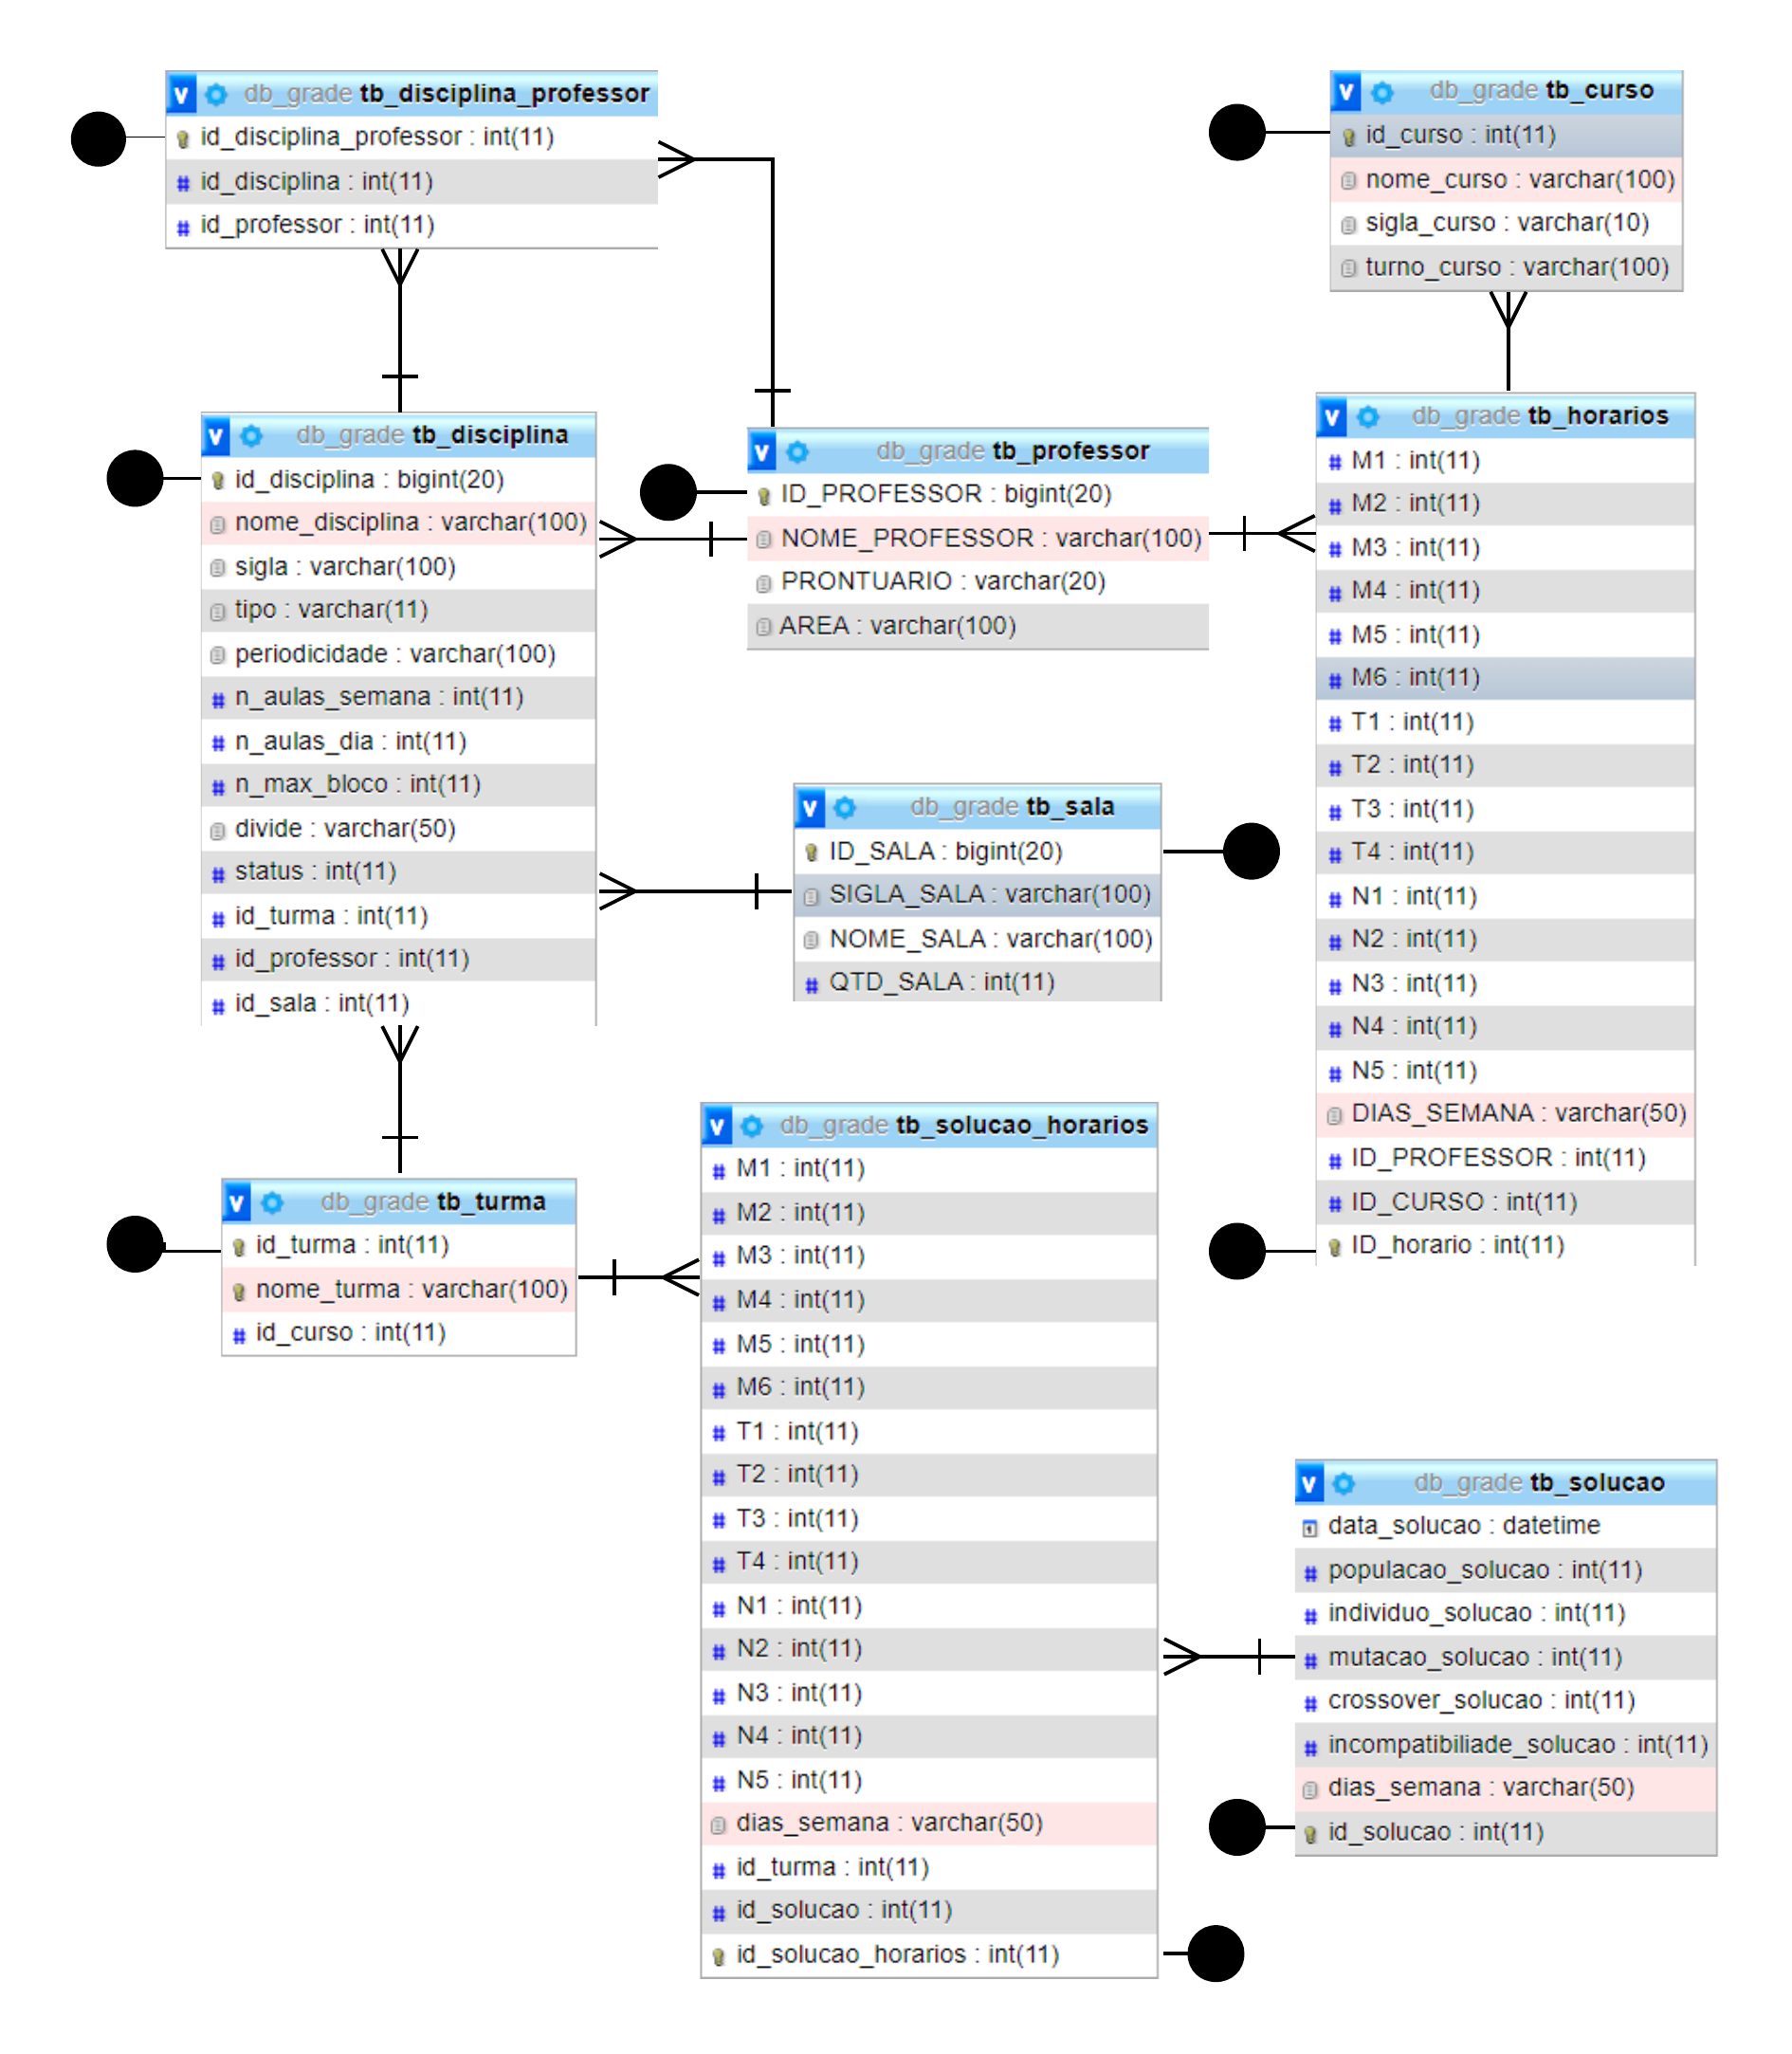 db_grade tb_disciplina_professor
id_disciplina_professor : int(11)
id_disciplina : int(11)
id_professor : int(11)
db_grade tb_curso
id_curso : int(11)
nome_curso : varchar(100)
sigla_curso : varchar(10)
turno_curso : varchar(100)
db_grade tb_disciplina
id_disciplina : bigint(20)
nome_disciplina : varchar(100)
sigla : varchar(100)
tipo : varchar(11)
periodicidade : varchar(100)
n_aulas_semana : int(11)
n_aulas_dia : int(11)
n_max_bloco : int(11)
divide : varchar(50)
status : int(11)
id_turma : int(11)
id_professor : int(11)
id_sala : int(11)
db_grade tb_professor
ID_PROFESSOR : bigint(20)
NOME_PROFESSOR : varchar(100)
PRONTUARIO : varchar(20)
AREA : varchar(100)
db_grade tb_horarios
M1 : int(11)
M2 : int(11)
M3 : int(11)
M4 : int(11)
M5 : int(11)
M6 : int(11)
T1 : int(11)
T2 : int(11)
T3 : int(11)
T4 : int(11)
N1 : int(11)
N2 : int(11)
N3 : int(11)
N4 : int(11)
N5 : int(11)
DIAS_SEMANA : varchar(50)
ID_PROFESSOR : int(11)
ID_CURSO : int(11)
ID_horario : int(11)
db_grade tb_sala
ID_SALA : bigint(20)
SIGLA_SALA : varchar(100)
NOME_SALA : varchar(100)
QTD_SALA : int(11)
db_grade tb_turma
id_turma : int(11)
nome_turma : varchar(100)
id_curso : int(11)
db_grade tb_solucao_horarios
M1 : int(11)
M2 : int(11)
M3 : int(11)
M4 : int(11)
M5 : int(11)
M6 : int(11)
T1 : int(11)
T2 : int(11)
T3 : int(11)
T4 : int(11)
N1 : int(11)
N2 : int(11)
N3 : int(11)
N4 : int(11)
N5 : int(11)
dias_semana : varchar(50)
id_turma : int(11)
id_solucao : int(11)
id_solucao_horarios : int(11)
db_grade tb_solucao
data_solucao : datetime
populacao_solucao : int(11)
individuo_solucao : int(11)
mutacao_solucao : int(11)
crossover_solucao : int(11)
incompatibiliade_solucao : int(11)
dias_semana : varchar(50)
id_solucao : int(11)